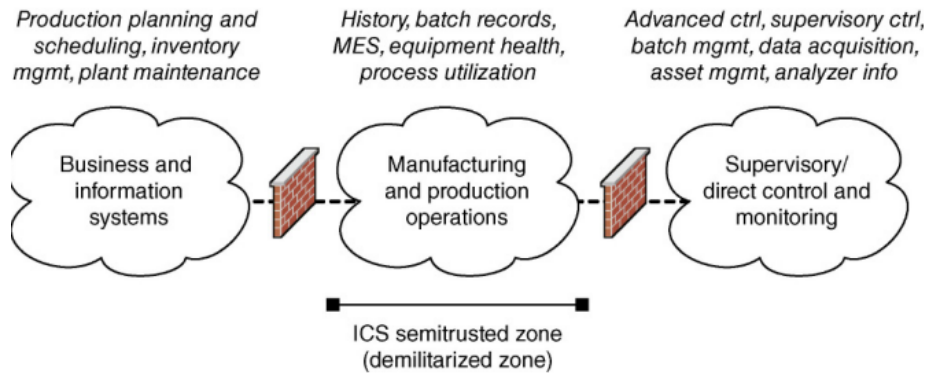 Production planning and
scheduling, inventory
mgmt, plant maintenance
History, batch records,
MES, equipment health,
process utilization
Advanced ctrl, supervisory ctrl,
batch mgmt, data acquisition,
asset mgmt, analyzer info
Business and
information
systems
Manufacturing
and production
operations
Supervisory/
direct control and
monitoring
ICS semitrusted zone
(demilitarized zone)